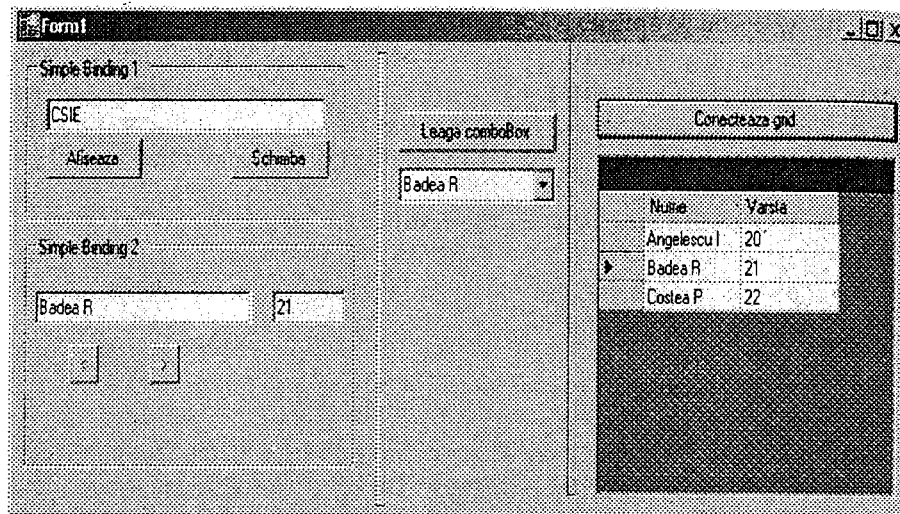 Form1
Simple Binding 1
CSIE
Afiseaza
Schimba
Simple Binding 2
Badea R
21
<
>
Leaga comboBox
Badea R
Conecteaza grid
Nume
Varsta
Angelescu I
20
Badea R
21
Costea P
22